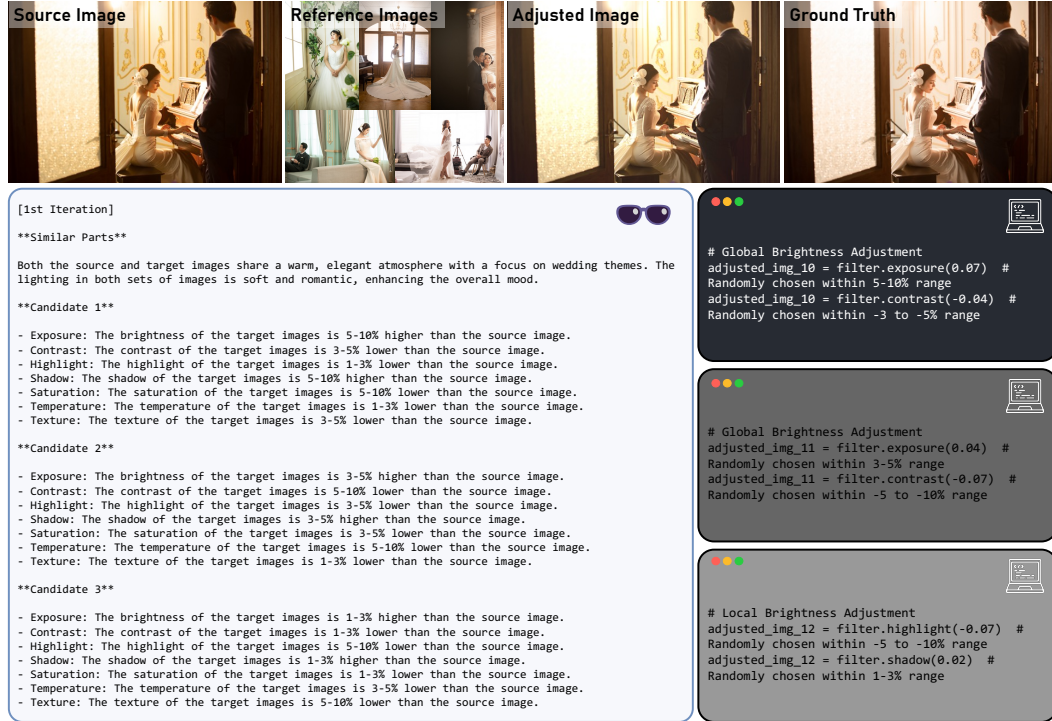 Source Image
Reference Images
Adjusted Image
Ground Truth
[1st Iteration]
**Similar Parts**
Both the source and target images share a warm, elegant atmosphere with a focus on wedding themes. The
lighting in both sets of images is soft and romantic, enhancing the overall mood.
**Candidate 1**
- Exposure: The brightness of the target images is 5-10% higher than the source image.
- Contrast: The contrast of the target images is 3-5% lower than the source image.
- Highlight: The highlight of the target images is 1-3% lower than the source image.
- Shadow: The shadow of the target images is 5-10% higher than the source image.
- Saturation: The saturation of the target images is 5-10% lower than the source image.
- Temperature: The temperature of the target images is 1-3% lower than the source image.
- Texture: The texture of the target images is 3-5% lower than the source image.
**Candidate 2**
- Exposure: The brightness of the target images is 3-5% higher than the source image.
- Contrast: The contrast of the target images is 5-10% lower than the source image.
- Highlight: The highlight of the target images is 3-5% lower than the source image.
- Shadow: The shadow of the target images is 3-5% higher than the source image.
- Saturation: The saturation of the target images is 3-5% lower than the source image.
- Temperature: The temperature of the target images is 5-10% lower than the source image.
- Texture: The texture of the target images is 1-3% lower than the source image.
**Candidate 3**
- Exposure: The brightness of the target images is 1-3% higher than the source image.
- Contrast: The contrast of the target images is 1-3% lower than the source image.
- Highlight: The highlight of the target images is 5-10% lower than the source image.
- Shadow: The shadow of the target images is 1-3% higher than the source image.
- Saturation: The saturation of the target images is 1-3% lower than the source image.
- Temperature: The temperature of the target images is 3-5% lower than the source image.
- Texture: The texture of the target images is 5-10% lower than the source image.
# Global Brightness Adjustment
adjusted_img_10 = filter.exposure(0.07)  #
Randomly chosen within 5-10% range
adjusted_img_10 = filter.contrast(-0.04)  #
Randomly chosen within -3 to -5% range
# Global Brightness Adjustment
adjusted_img_11 = filter.exposure(0.04)  #
Randomly chosen within 3-5% range
adjusted_img_11 = filter.contrast(-0.07)  #
Randomly chosen within -5 to -10% range
# Local Brightness Adjustment
adjusted_img_12 = filter.highlight(-0.07)  #
Randomly chosen within -5 to -10% range
adjusted_img_12 = filter.shadow(0.02)  #
Randomly chosen within 1-3% range